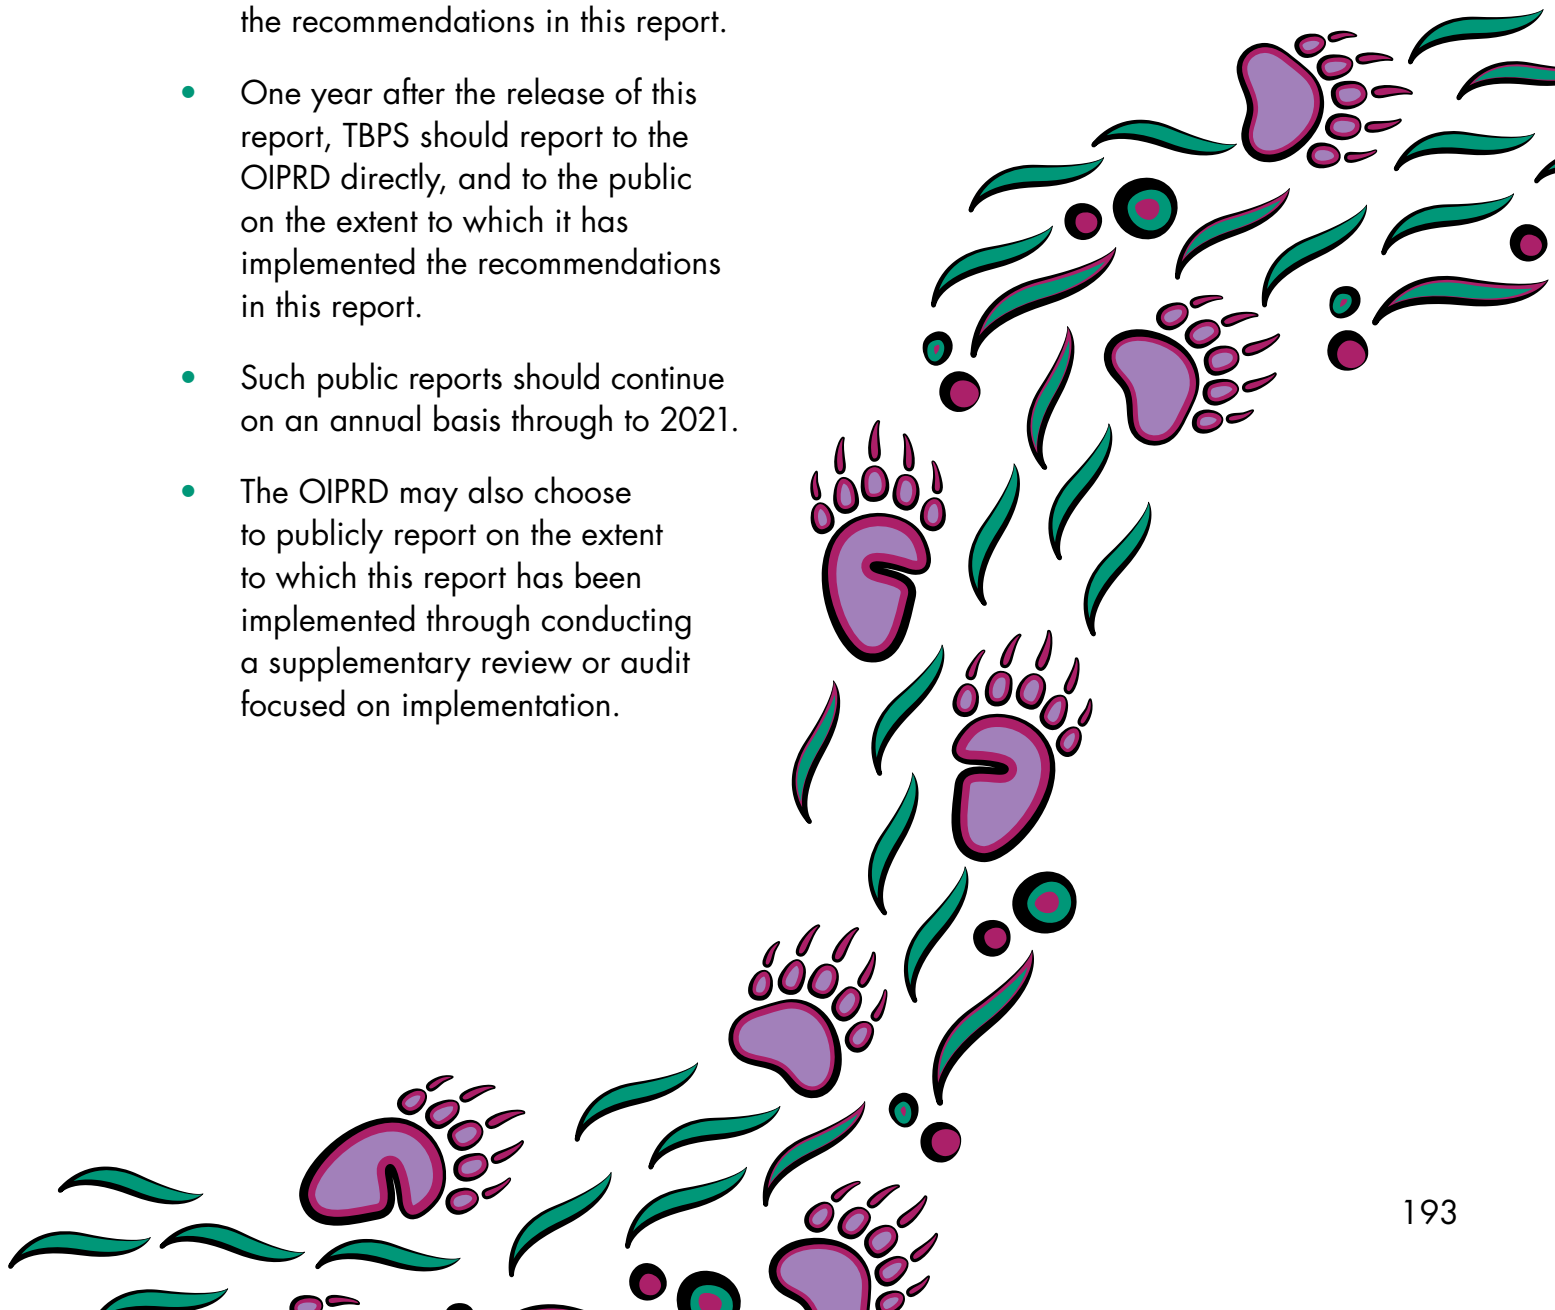 the recommendations in this report.
• One year after the release of this
report, TBPS should report to the
OIPRD directly, and to the public
on the extent to which it has
implemented the recommendations
in this report.
• Such public reports should continue
on an annual basis through to 2021.
• The OIPRD may also choose
to publicly report on the extent
to which this report has been
implemented through conducting
a supplementary review or audit
focused on implementation.
193